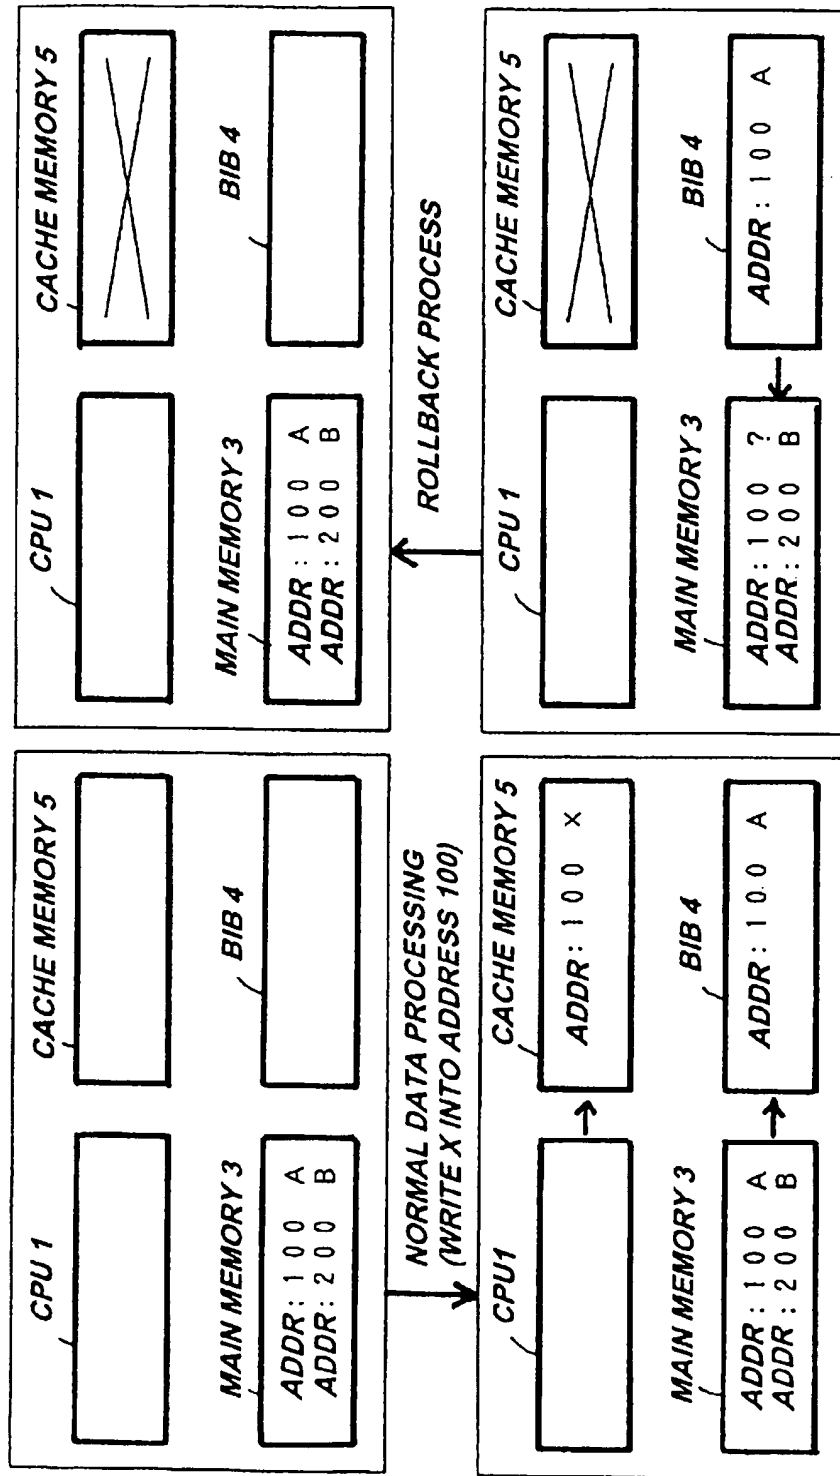 CPU 1
CACHE MEMORY 5
MAIN MEMORY 3
BIB 4
ADDR : 100 A
ADDR : 200 B
CPU 1
CACHE MEMORY 5
MAIN MEMORY 3
BIB 4
ADDR : 100 A
ADDR : 200 B
NORMAL DATA PROCESSING
(WRITE X INTO ADDRESS 100)
ROLLBACK PROCESS
CPU1
CACHE MEMORY 5
ADDR : 100 X
MAIN MEMORY 3
BIB 4
ADDR : 100 A
ADDR : 200 B
ADDR : 100 A
CPU 1
CACHE MEMORY 5
MAIN MEMORY 3
BIB 4
ADDR : 100 ?
ADDR : 200 B
ADDR : 100 A